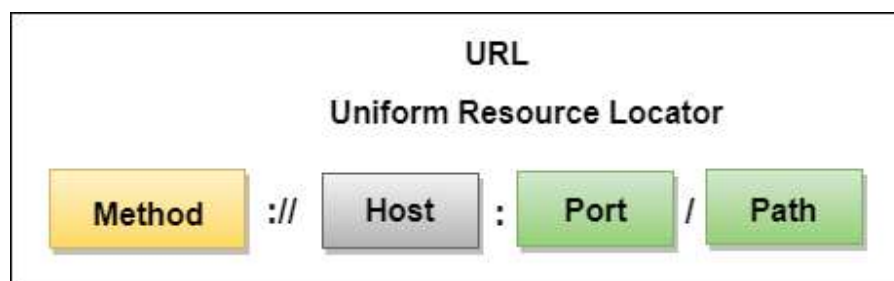 URL
Uniform Resource Locator
Method :// Host : Port / Path